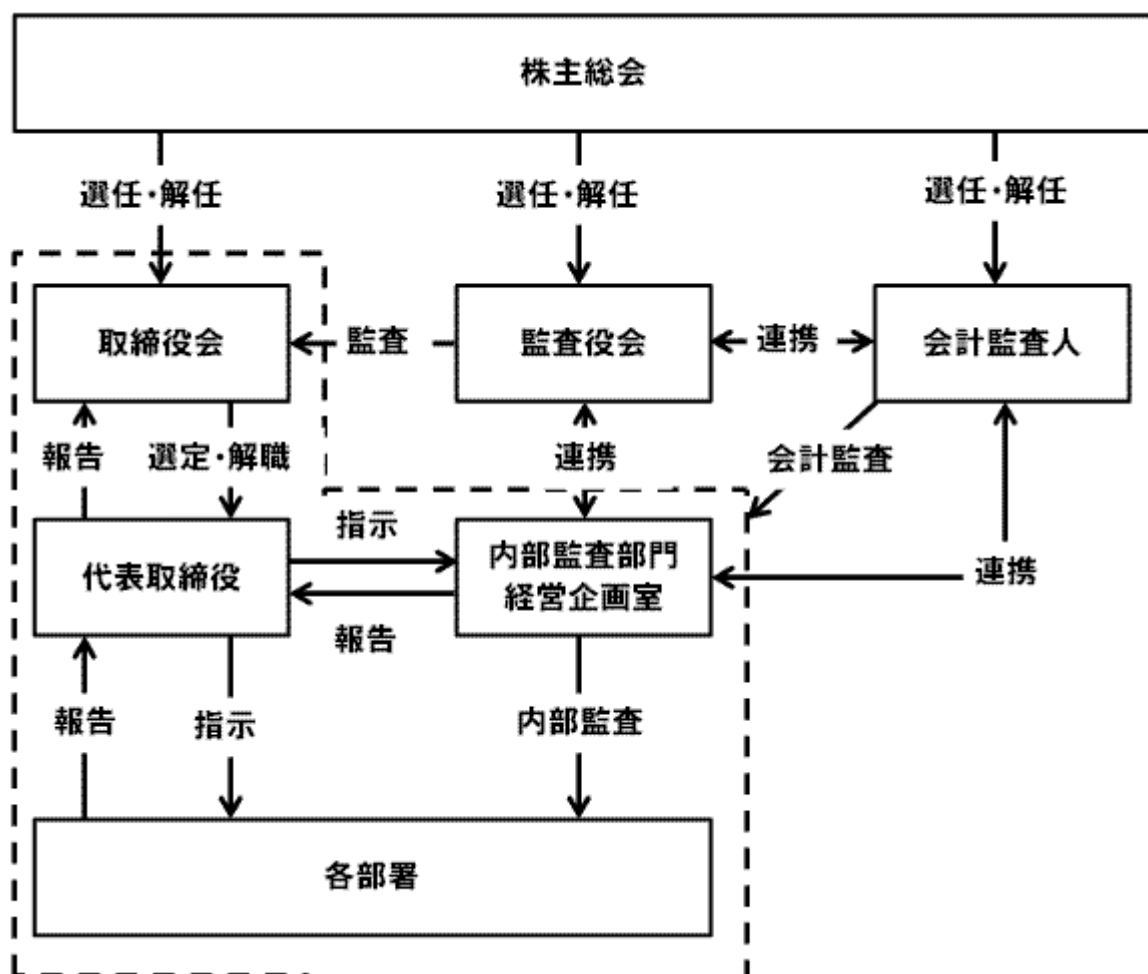 株主総会
選任・解任
選任・解任
選任・解任
取締役会
監査
監査役会
連携
会計監査人
報告
選定・解職
連携
会計監査
指示
代表取締役
内部監査部門
経営企画室
連携
報告
報告
指示
内部監査
各部署